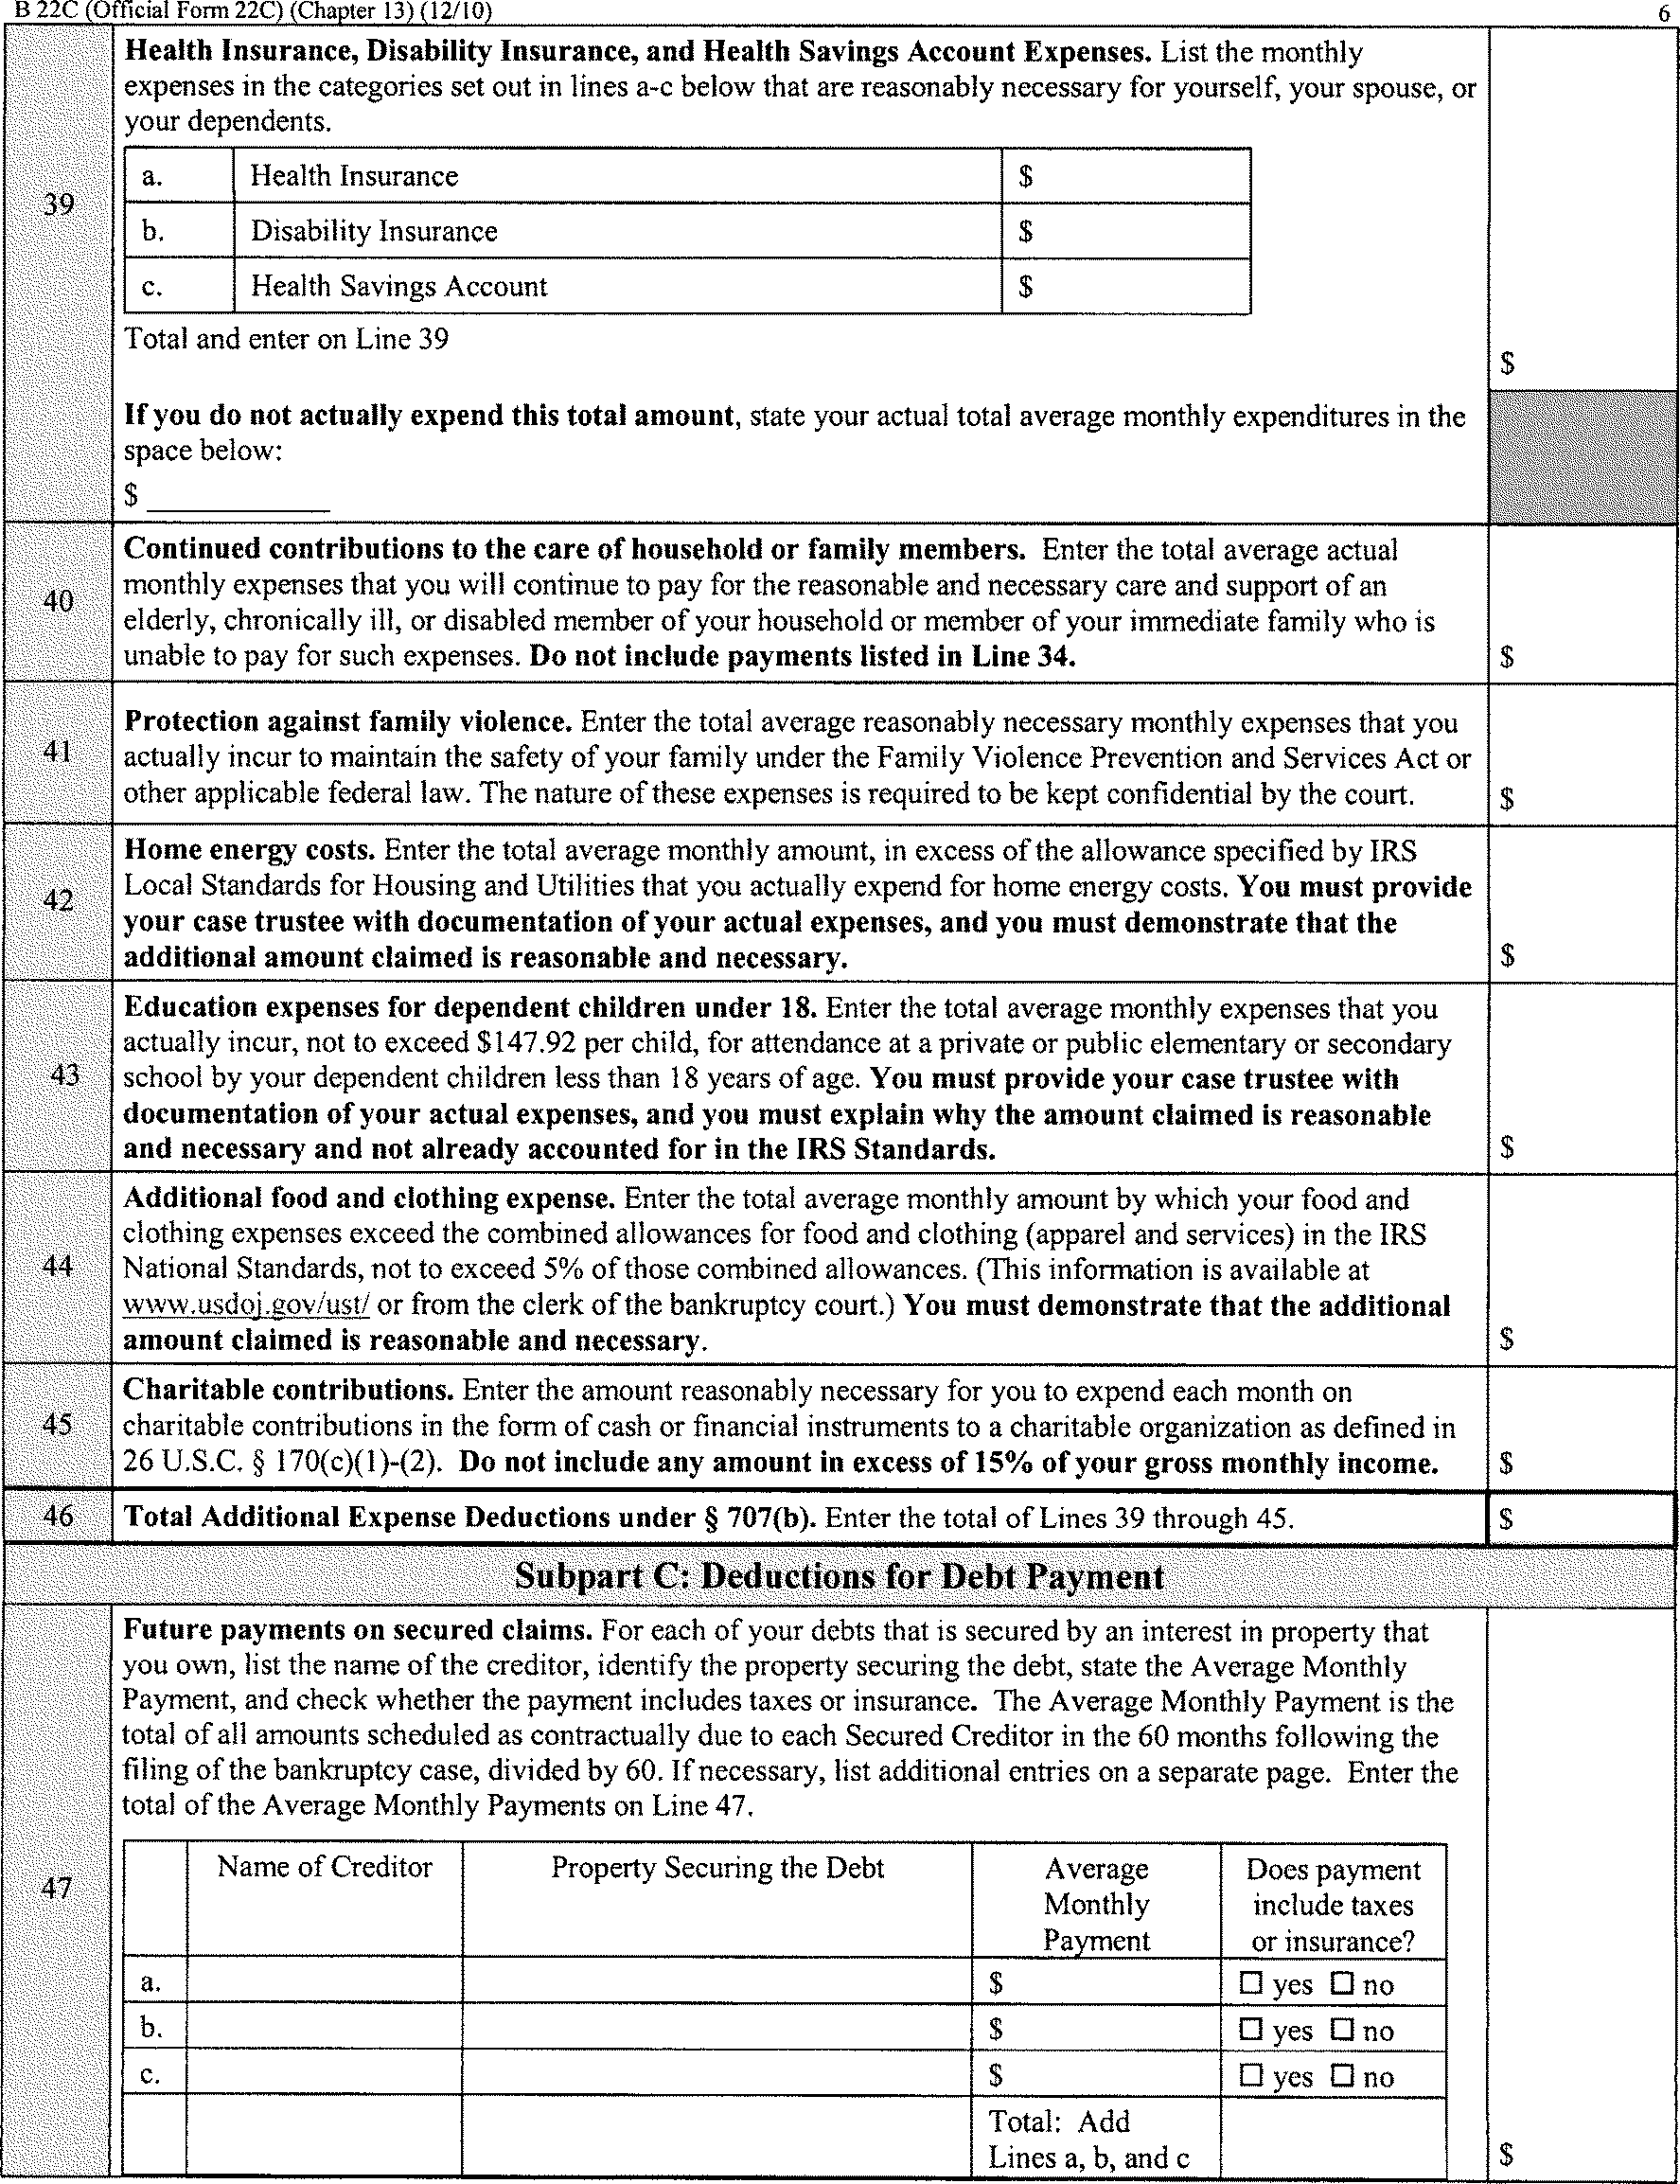 B 22C (Official Form 22C) (Chapter 13) (12/10) 6
Health Insurance, Disability Insurance, and Health Savings Account Expenses. List the monthly
expenses in the categories set out in lines a-c below that are reasonably necessary for yourself, your spouse, or
your dependents.
39
a. Health Insurance $
b. Disability Insurance $
c. Health Savings Account $
Total and enter on Line 39
$
If you do not actually expend this total amount, state your actual total average monthly expenditures in the
space below:
$ ____________
40
Continued contributions to the care of household or family members. Enter the total average actual
monthly expenses that you will continue to pay for the reasonable and necessary care and support of an
elderly, chronically ill, or disabled member of your household or member of your immediate family who is
unable to pay for such expenses. Do not include payments listed in Line 34. $
41
Protection against family violence. Enter the total average reasonably necessary monthly expenses that you
actually incur to maintain the safety of your family under the Family Violence Prevention and Services Act or
other applicable federal law. The nature of these expenses is required to be kept confidential by the court. $
42
Home energy costs. Enter the total average monthly amount, in excess of the allowance specified by IRS
Local Standards for Housing and Utilities that you actually expend for home energy costs. You must provide
your case trustee with documentation of your actual expenses, and you must demonstrate that the
additional amount claimed is reasonable and necessary. $
43
Education expenses for dependent children under 18. Enter the total average monthly expenses that you
actually incur, not to exceed $147.92 per child, for attendance at a private or public elementary or secondary
school by your dependent children less than 18 years of age. You must provide your case trustee with
documentation of your actual expenses, and you must explain why the amount claimed is reasonable
and necessary and not already accounted for in the IRS Standards. $
44
Additional food and clothing expense. Enter the total average monthly amount by which your food and
clothing expenses exceed the combined allowances for food and clothing (apparel and services) in the IRS
National Standards, not to exceed 5% of those combined allowances. (This information is available at
www.usdoj.gov/ust/ or from the clerk of the bankruptcy court.) You must demonstrate that the additional
amount claimed is reasonable and necessary. $
45
Charitable contributions. Enter the amount reasonably necessary for you to expend each month on
charitable contributions in the form of cash or financial instruments to a charitable organization as defined in
26 U.S.C. § 170(c)(1)-(2). Do not include any amount in excess of 15% of your gross monthly income. $
46 Total Additional Expense Deductions under § 707(b). Enter the total of Lines 39 through 45. $
Subpart C: Deductions for Debt Payment
47
Future payments on secured claims. For each of your debts that is secured by an interest in property that
you own, list the name of the creditor, identify the property securing the debt, state the Average Monthly
Payment, and check whether the payment includes taxes or insurance. The Average Monthly Payment is the
total of all amounts scheduled as contractually due to each Secured Creditor in the 60 months following the
filing of the bankruptcy case, divided by 60. If necessary, list additional entries on a separate page. Enter the
total of the Average Monthly Payments on Line 47.
Name of Creditor Property Securing the Debt Average Does payment
Monthly include taxes
Payment or insurance?
a. $ ☐ yes ☐ no
b. $ ☐ yes ☐ no
c. $ ☐ yes ☐ no
Total: Add
Lines a, b, and c $